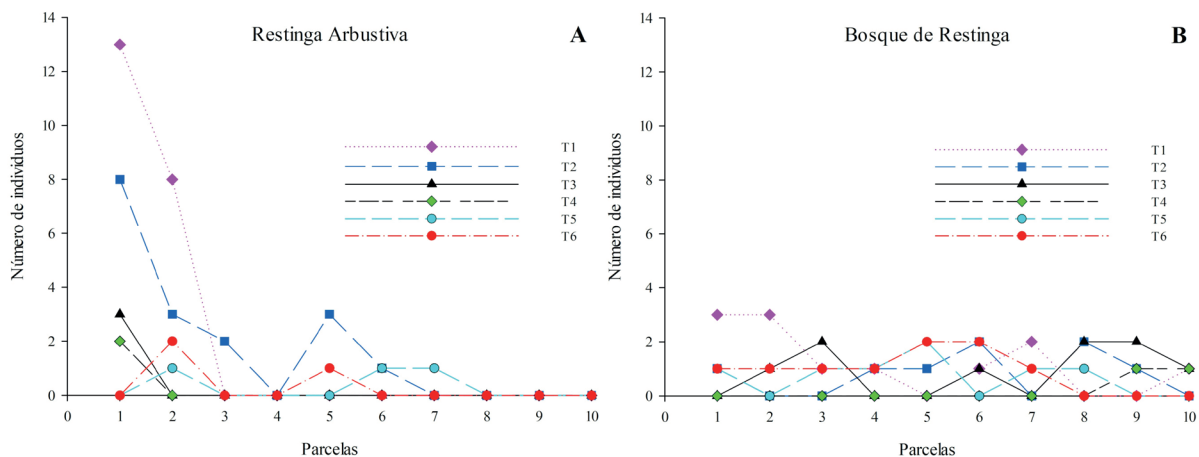 Restinga Arbustiva
A
Número de individuos
14
12
10
8
6
4
2
0
T1
T2
T3
T4
T5
T6
0 1 2 3 4 5 6 7 8 9 10
Parcelas
Bosque de Restinga
B
Número de individuos
14
12
10
8
6
4
2
0
T1
T2
T3
T4
T5
T6
0 1 2 3 4 5 6 7 8 9 10
Parcelas